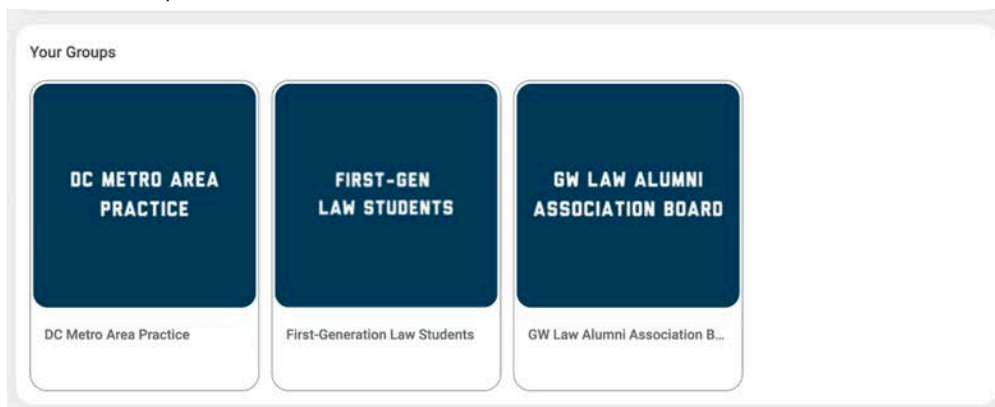 Your Groups
DC METRO AREA
PRACTICE
FIRST-GEN
LAW STUDENTS
GW LAW ALUMNI
ASSOCIATION BOARD
DC Metro Area Practice
First-Generation Law Students
GW Law Alumni Association B...